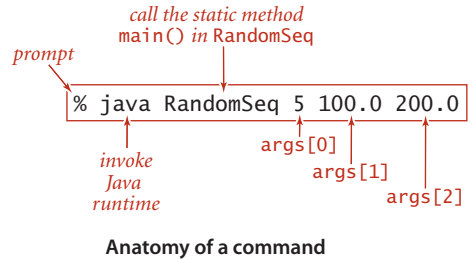 call the static method
main() in RandomSeq
prompt
% java RandomSeq 5 100.0 200.0
invoke
Java
runtime
args[0]
args[1]
args[2]
Anatomy of a command